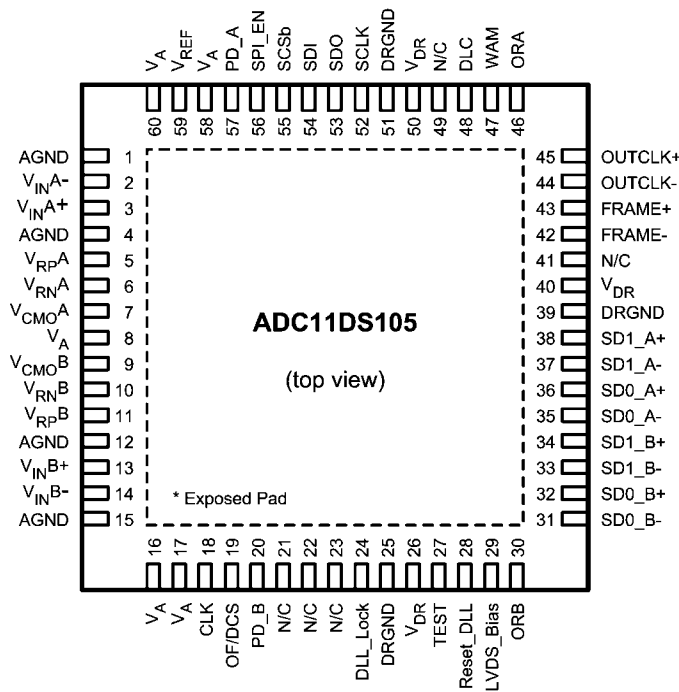 VA
VREF
VA
PD_A
SPI_EN
SCSb
SDI
SDO
SCLK
DRGND
VDR
N/C
DLC
WAM
ORA
60
59
58
57
56
55
54
53
52
51
50
49
48
47
46
AGND 1
VINA- 2
VINA+ 3
AGND 4
VRPA 5
VRNA 6
VCMOA 7
VA 8
VCMOB 9
VRNB 10
VRPB 11
AGND 12
VINB+ 13
VINB- 14
AGND 15
ADC11DS105
(top view)
* Exposed Pad
45 OUTCLK+
44 OUTCLK-
43 FRAME+
42 FRAME-
41 N/C
40 VDR
39 DRGND
38 SD1_A+
37 SD1_A-
36 SD0_A+
35 SD0_A-
34 SD1_B+
33 SD1_B-
32 SD0_B+
31 SD0_B-
16
17
18
19
20
21
22
23
24
25
26
27
28
29
30
VA
VA
CLK
OF/DCS
PD_B
N/C
N/C
N/C
DLL_Lock
DRGND
VDR
TEST
Reset_DLL
LVDS_Bias
ORB